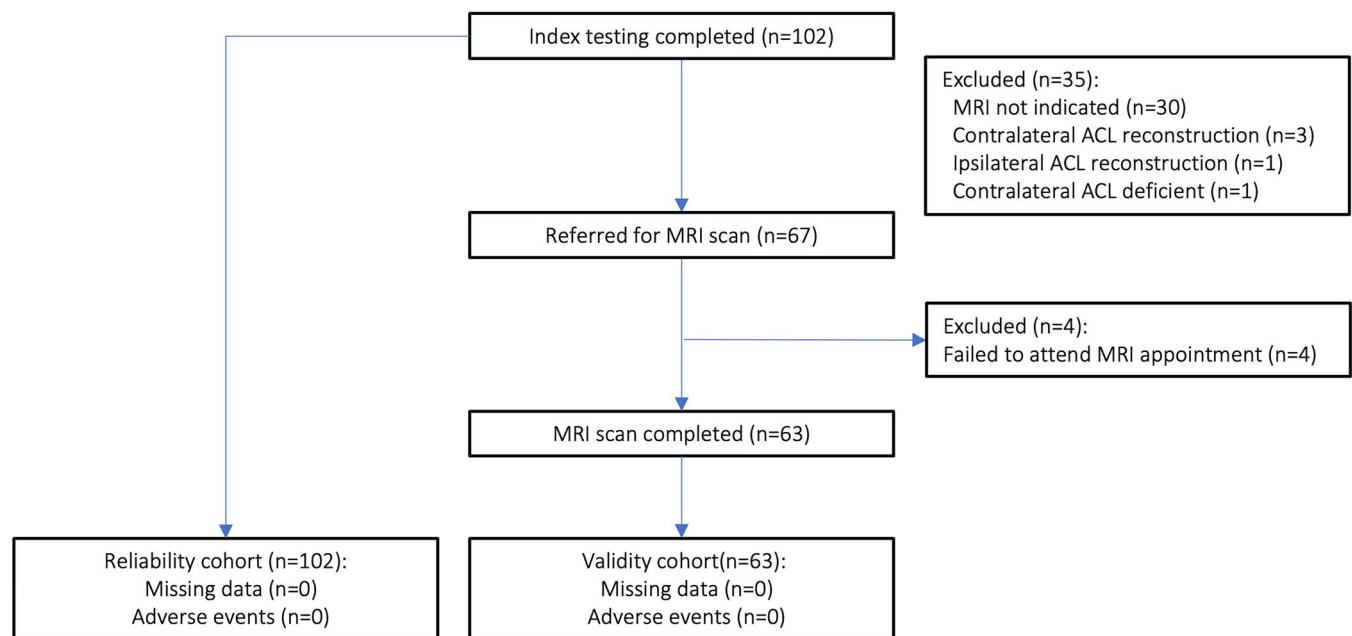 Index testing completed (n=102)
Excluded (n=35):
MRI not indicated (n=30)
Contralateral ACL reconstruction (n=3)
Ipsilateral ACL reconstruction (n=1)
Contralateral ACL deficient (n=1)
Referred for MRI scan (n=67)
Excluded (n=4):
Failed to attend MRI appointment (n=4)
MRI scan completed (n=63)
Reliability cohort (n=102):
Missing data (n=0)
Adverse events (n=0)
Validity cohort(n=63):
Missing data (n=0)
Adverse events (n=0)